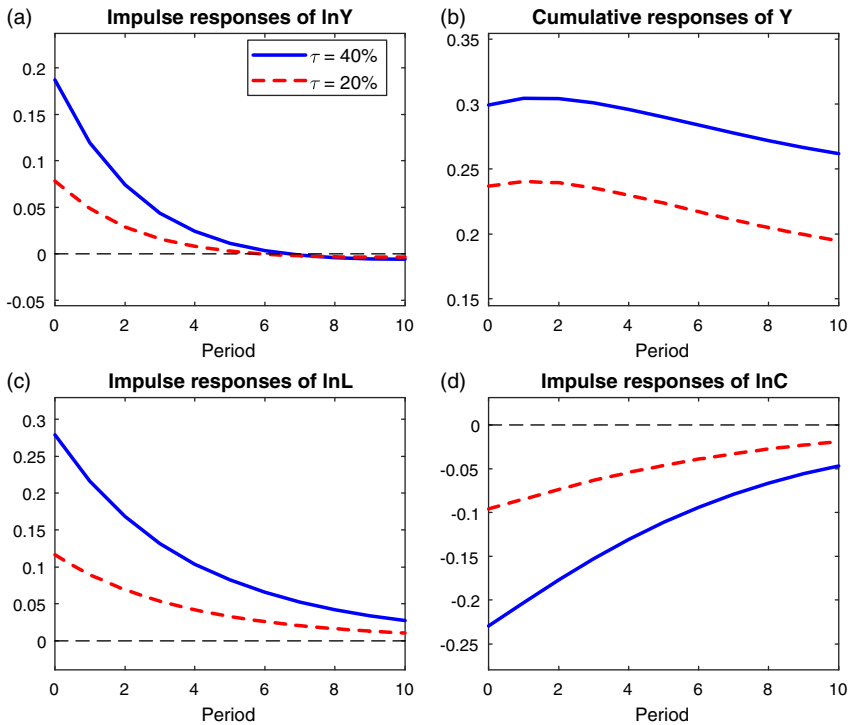 (a)
Impulse responses of lnY
τ = 40%
τ = 20%
0.2
0.15
0.1
0.05
0
-0.05
0 2 4 6 8 10
Period
(b)
Cumulative responses of Y
0.35
0.3
0.25
0.2
0.15
0 2 4 6 8 10
Period
(c)
Impulse responses of lnL
0.3
0.25
0.2
0.15
0.1
0.05
0
0 2 4 6 8 10
Period
(d)
Impulse responses of lnC
0
-0.05
-0.1
-0.15
-0.2
-0.25
0 2 4 6 8 10
Period